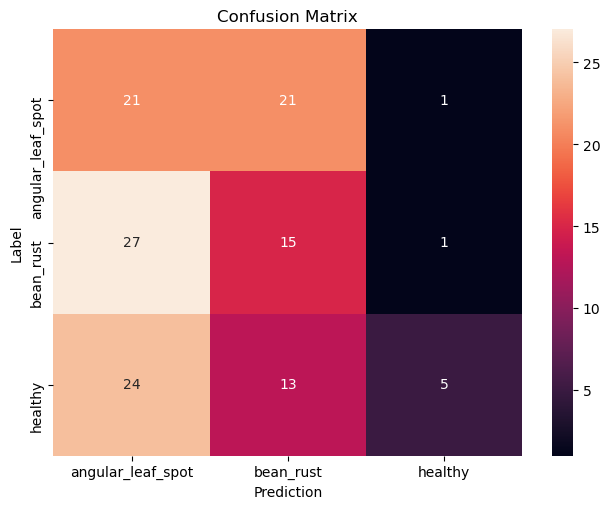 Confusion Matrix
Label
angular_leaf_spot
21 21 1
bean_rust
27 15 1
healthy
24 13 5
angular_leaf_spot bean_rust healthy
Prediction
25
20
15
10
5